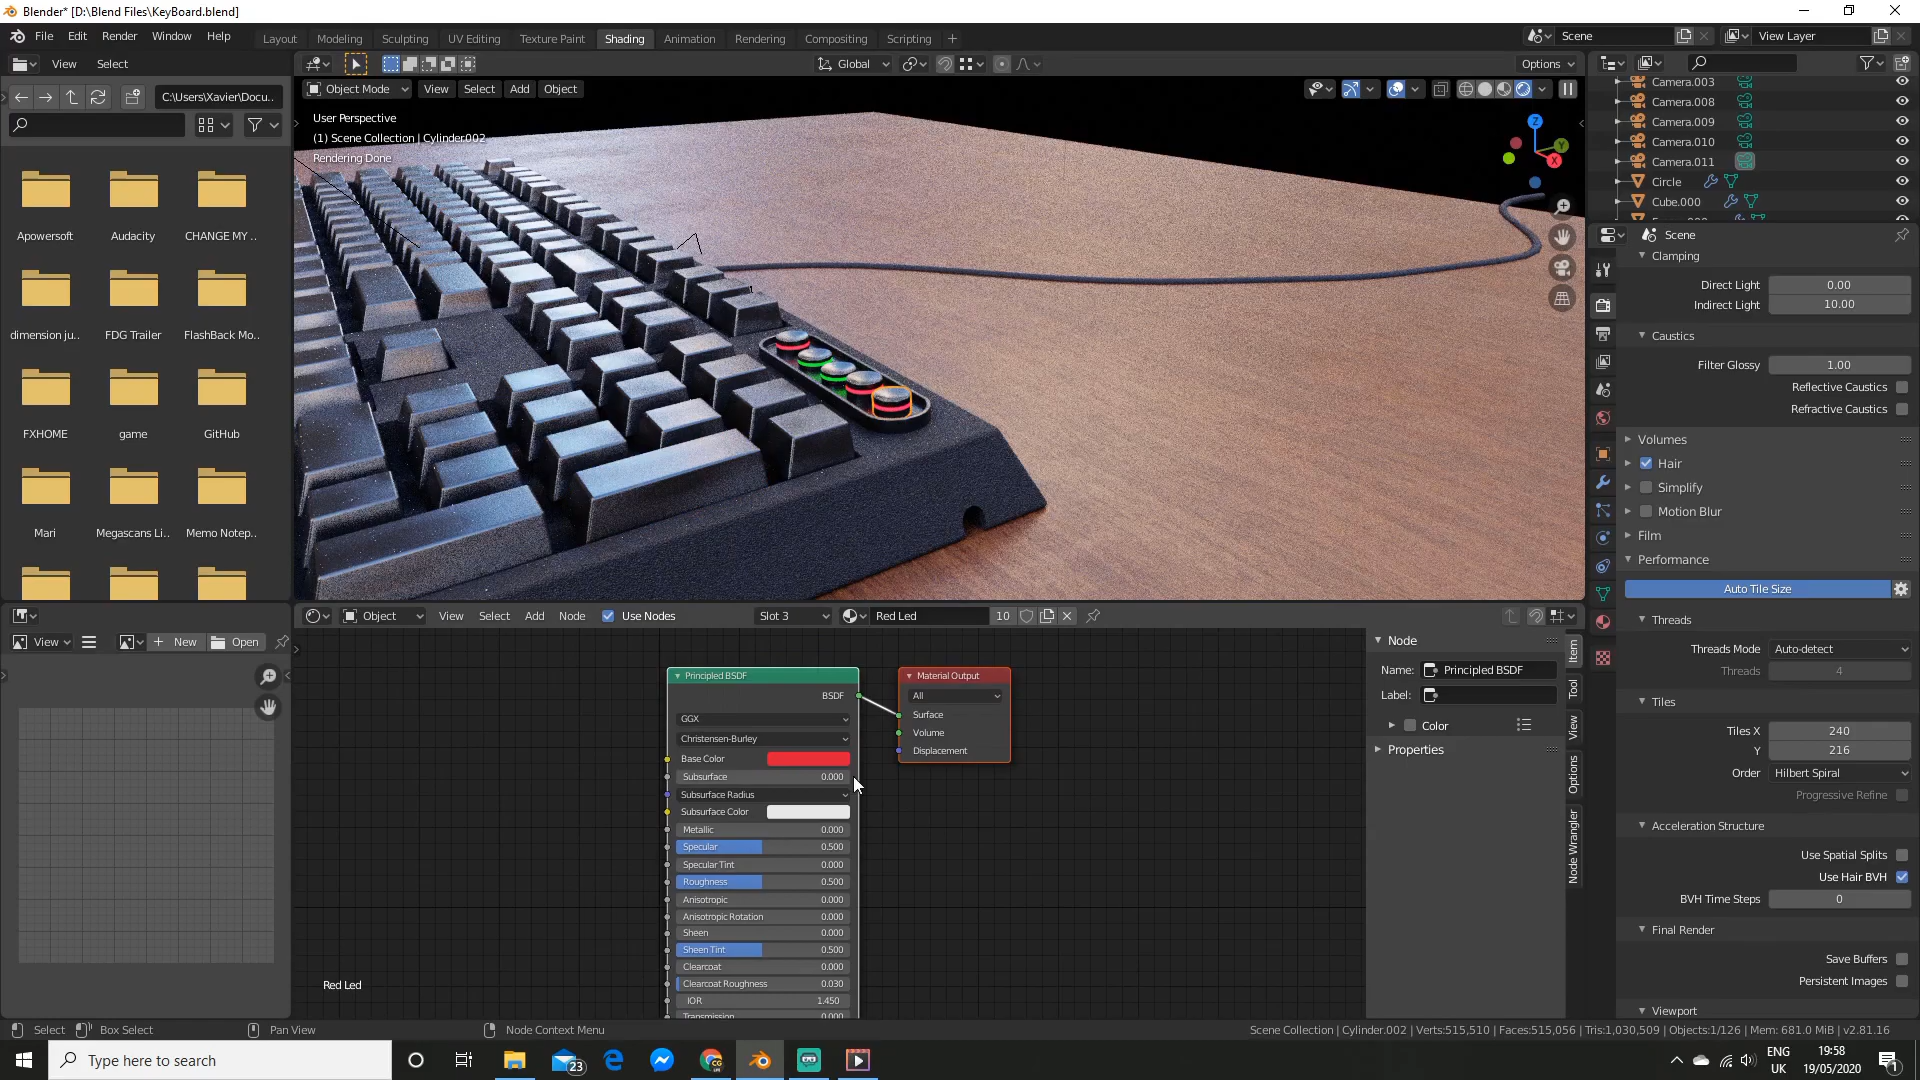 Blender* [D:\Blend Files\KeyBoard.blend]
File Edit Render Window Help
Layout Modeling Sculpting UV Editing Texture Paint Shading Animation Rendering Compositing Scripting +
Scene
View Layer
View Select
Global
Options
C:\Users\Xavier\Docu..
Object Mode View Select Add Object
User Perspective
(1) Scene Collection | Cylinder.002
Rendering Done
Z
Y
X
Apowersoft
Audacity
CHANGE MY ..
dimension ju..
FDG Trailer
FlashBack Mo..
FXHOME
game
GitHub
Mari
Megascans Li..
Memo Notep..
Camera.003
Camera.008
Camera.009
Camera.010
Camera.011
Circle
Cube.000
Scene
Clamping
Direct Light 0.00
Indirect Light 10.00
Caustics
Filter Glossy 1.00
Reflective Caustics
Refractive Caustics
Volumes
Hair
Simplify
Motion Blur
Film
Performance
Auto Tile Size
Threads
Threads Mode Auto-detect
Threads 4
Tiles
Tiles X 240
Y 216
Order Hilbert Spiral
Progressive Refine
Acceleration Structure
Use Spatial Splits
Use Hair BVH
BVH Time Steps 0
Final Render
Save Buffers
Persistent Images
Viewport
View
+ New
Open
Object View Select Add Node Use Nodes Slot 3 Red Led 10
Principled BSDF
BSDF
GGX
Christensen-Burley
Base Color
Subsurface 0.000
Subsurface Radius
Subsurface Color
Metallic 0.000
Specular 0.500
Specular Tint 0.000
Roughness 0.500
Anisotropic 0.000
Anisotropic Rotation 0.000
Sheen 0.000
Sheen Tint 0.500
Clearcoat 0.000
Clearcoat Roughness 0.030
IOR 1.450
Transmission 0.000
Material Output
All
Surface
Volume
Displacement
Node
Name: Principled BSDF
Label:
Color
Properties
Item
Tool
View
Options
Node Wrangler
Red Led
Select
Box Select
Pan View
Node Context Menu
Scene Collection | Cylinder.002 | Verts:515,510 | Faces:515,056 | Tris:1,030,509 | Objects:1/126 | Mem: 681.0 MiB | v2.81.16
Type here to search
23
ENG
UK
19:58
19/05/2020
1